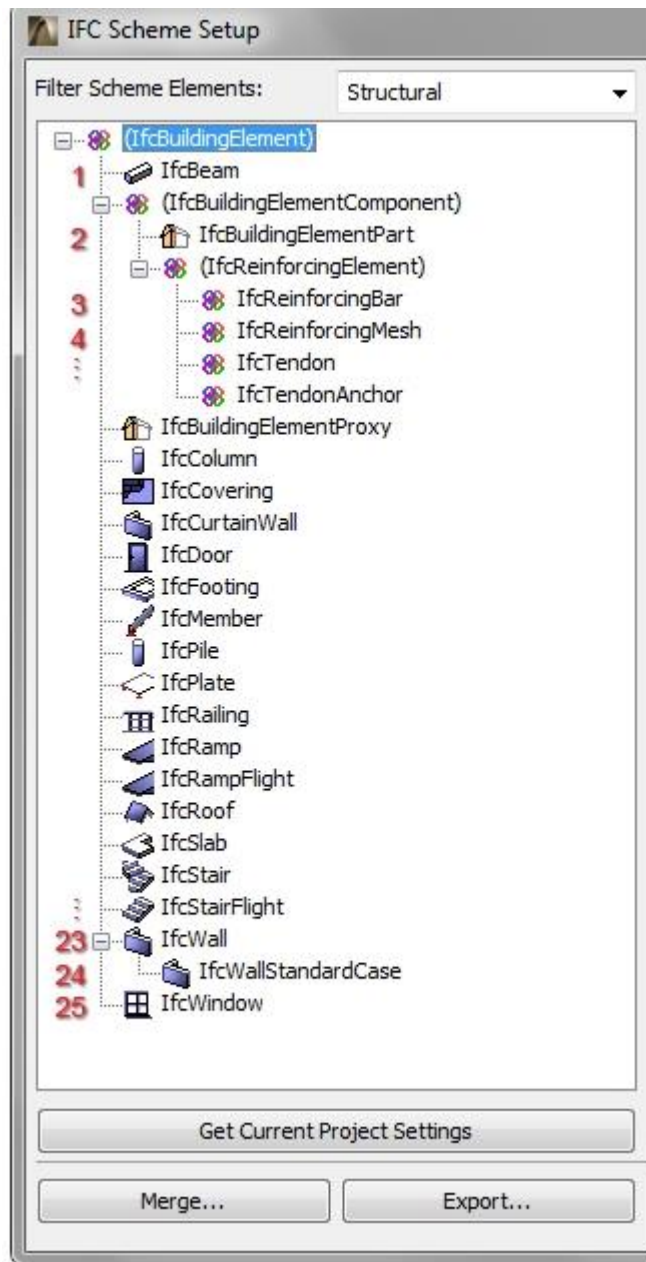 IFC Scheme Setup
Filter Scheme Elements: Structural
(IfcBuildingElement)
1 IfcBeam
(IfcBuildingElementComponent)
2 IfcBuildingElementPart
(IfcReinforcingElement)
3 IfcReinforcingBar
4 IfcReinforcingMesh
⋮ IfcTendon
IfcTendonAnchor
IfcBuildingElementProxy
IfcColumn
IfcCovering
IfcCurtainWall
IfcDoor
IfcFooting
IfcMember
IfcPile
IfcPlate
IfcRailing
IfcRamp
IfcRampFlight
IfcRoof
IfcSlab
IfcStair
⋮ IfcStairFlight
23 IfcWall
24 IfcWallStandardCase
25 IfcWindow
Get Current Project Settings
Merge... Export...